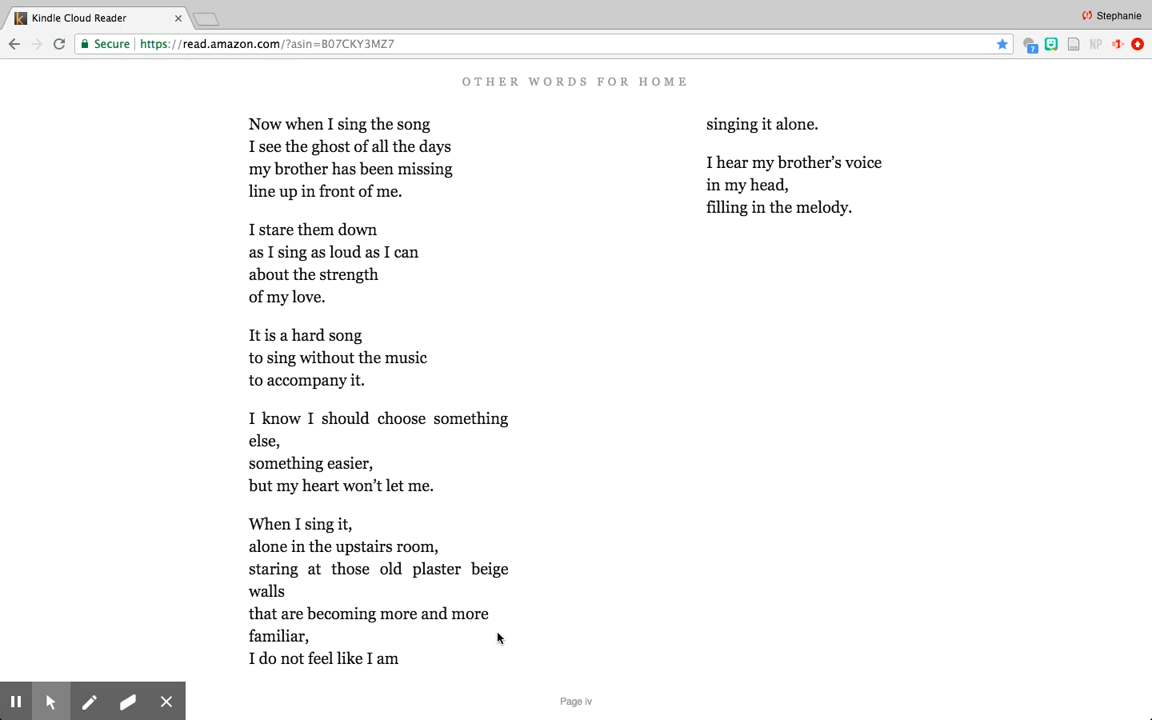 Kindle Cloud Reader
Stephanie
Secure
https://read.amazon.com/?asin=B07CKY3MZ7
NP
OTHER WORDS FOR HOME
Now when I sing the song
I see the ghost of all the days
my brother has been missing
line up in front of me.
I stare them down
as I sing as loud as I can
about the strength
of my love.
It is a hard song
to sing without the music
to accompany it.
I know I should choose something
else,
something easier,
but my heart won’t let me.
When I sing it,
alone in the upstairs room,
staring at those old plaster beige
walls
that are becoming more and more
familiar,
I do not feel like I am
singing it alone.
I hear my brother’s voice
in my head,
filling in the melody.
Page iv